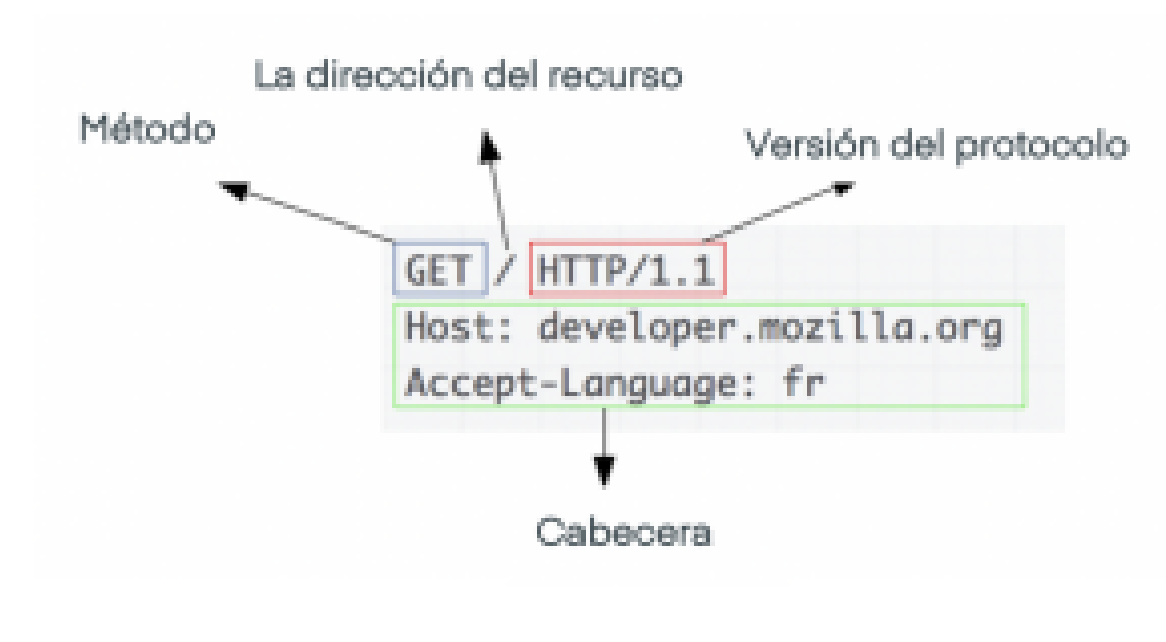 La dirección del recurso
Método
Versión del protocolo
GET / HTTP/1.1
Host: developer.mozilla.org
Accept-Language: fr
Cabecera